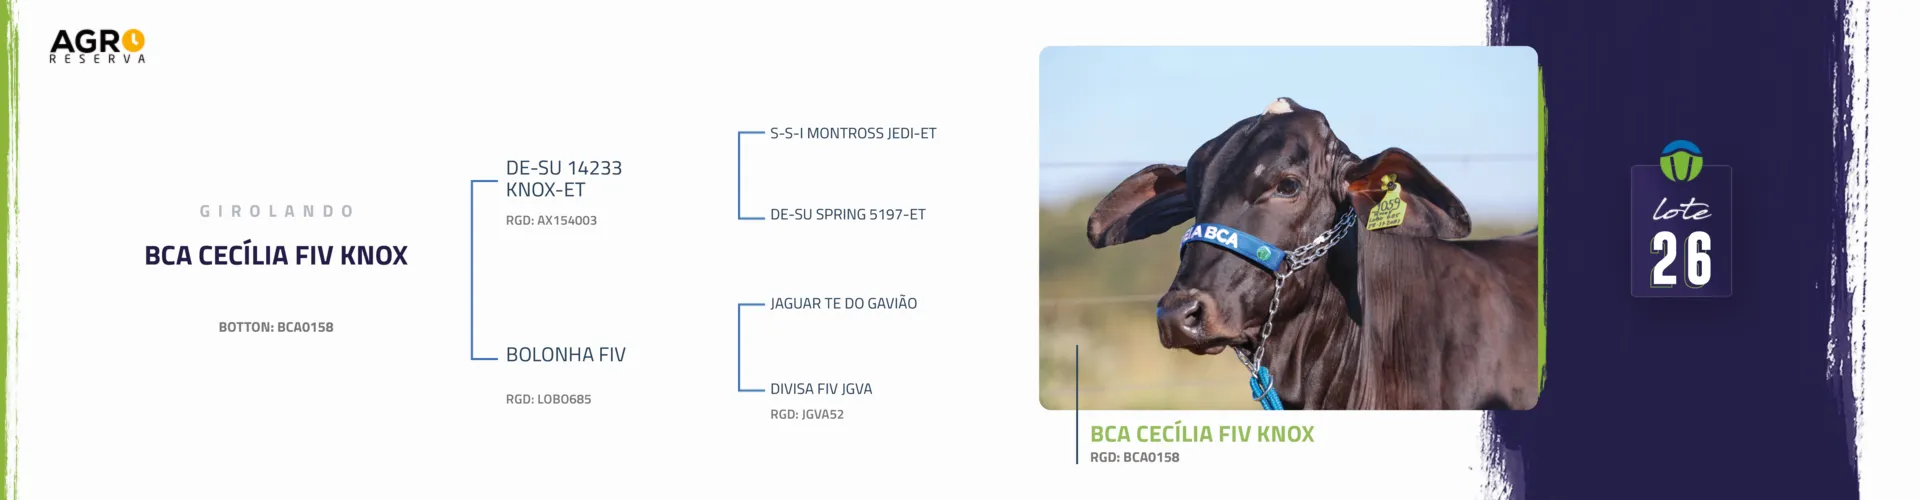 AGRO
RESERVA
GIROLANDO
BCA CECÍLIA FIV KNOX
BOTTON: BCA0158
DE-SU 14233
KNOX-ET
RGD: AX154003
BOLONHA FIV
RGD: LOBO685
S-S-I MONTROSS JEDI-ET
DE-SU SPRING 5197-ET
JAGUAR TE DO GAVIÃO
DIVISA FIV JGVA
RGD: JGVA52
BCA
1059
BCA CECÍLIA FIV KNOX
RGD: BCA0158
lote
26